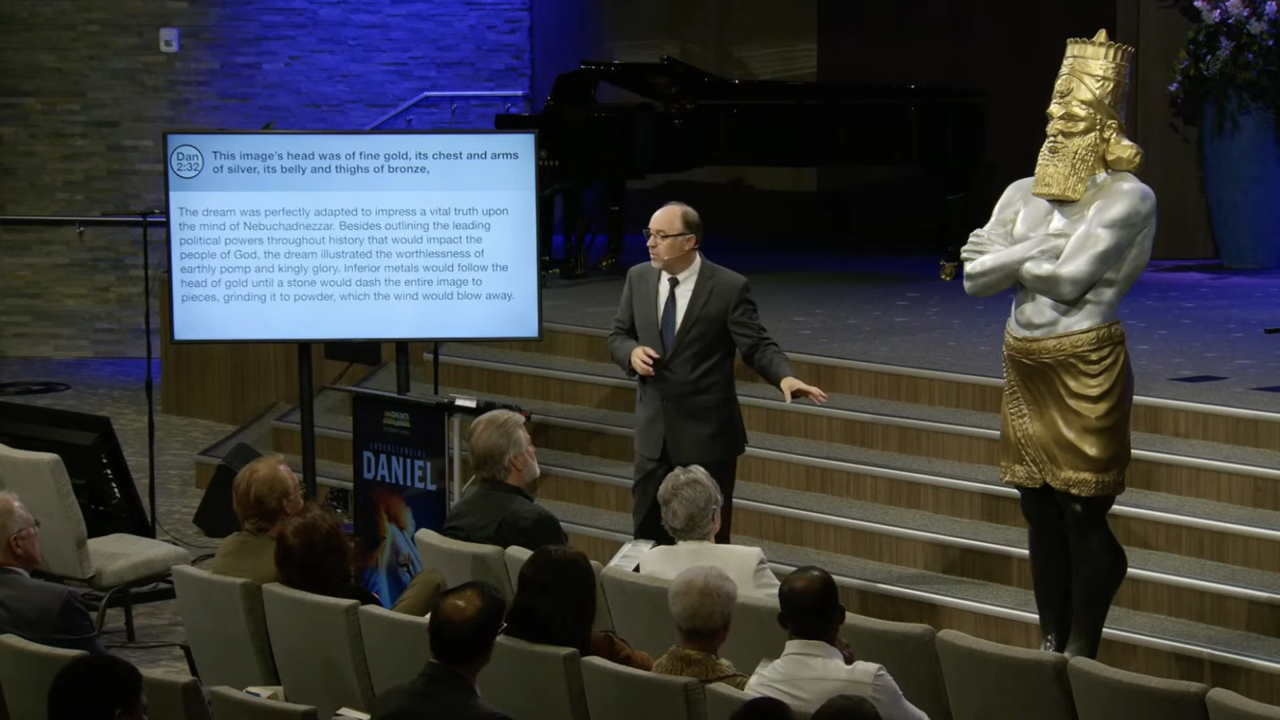 Dan
2:32
This image's head was of fine gold, its chest and arms
of silver, its belly and thighs of bronze,
The dream was perfectly adapted to impress a vital truth upon
the mind of Nebuchadnezzar. Besides outlining the leading
political powers throughout history that would impact the
people of God, the dream illustrated the worthlessness of
earthly pomp and kingly glory. Inferior metals would follow the
head of gold until a stone would dash the entire image to
pieces, grinding it to powder, which the wind would blow away.
UNDERSTANDING
DANIEL